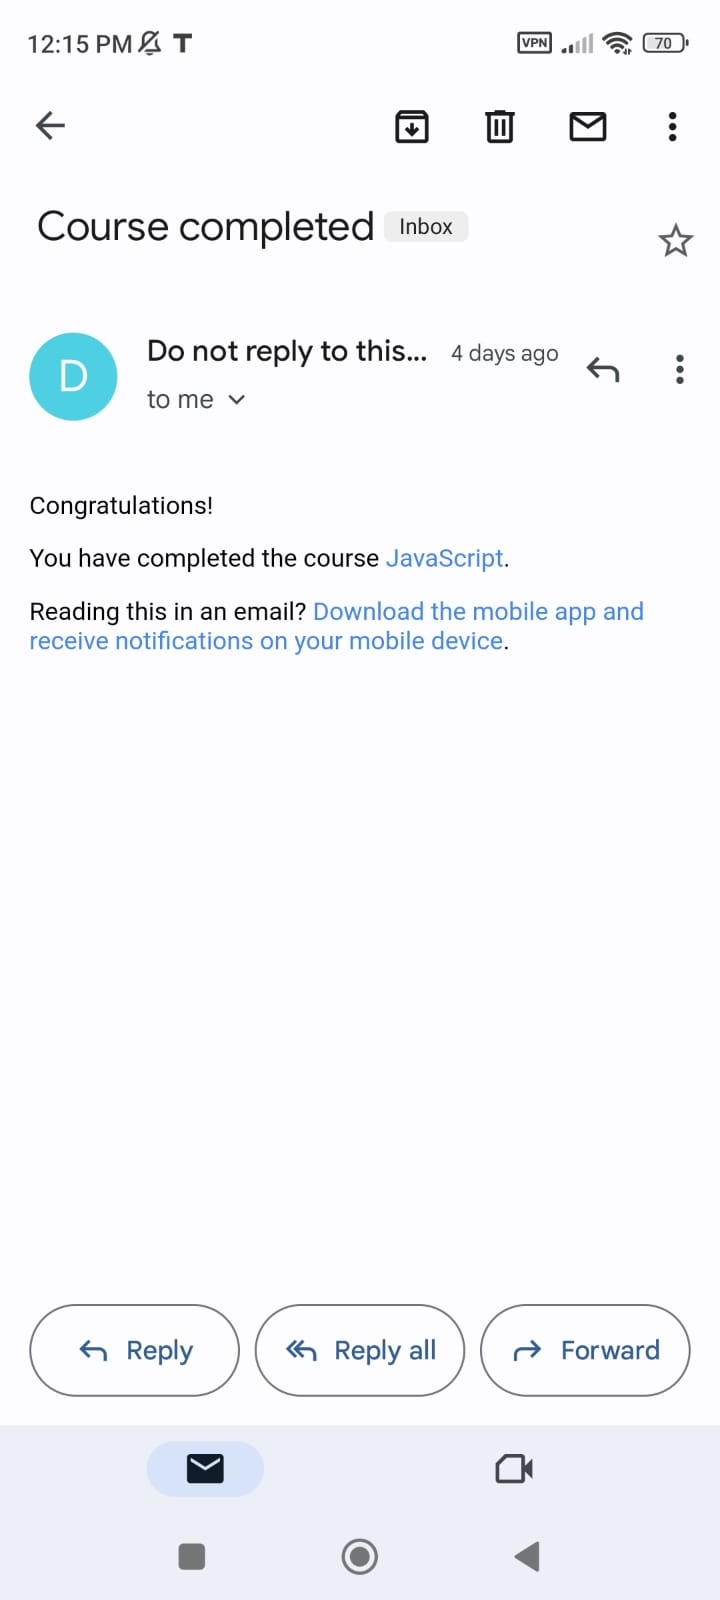 12:15 PM T VPN 70
Course completed Inbox
Do not reply to this... 4 days ago
D
to me
Congratulations!
You have completed the course JavaScript.
Reading this in an email? Download the mobile app and
receive notifications on your mobile device.
Reply Reply all Forward